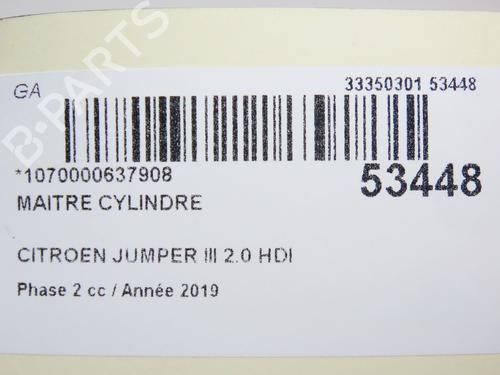 GA
33350301 53448
*1070000637908
53448
MAITRE CYLINDRE
CITROEN JUMPER III 2.0 HDI
Phase 2 cc / Année 2019
B-PARTS